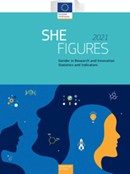 SHE
2021
FIGURES
Gender in Research and Innovation
Statistics and Indicators